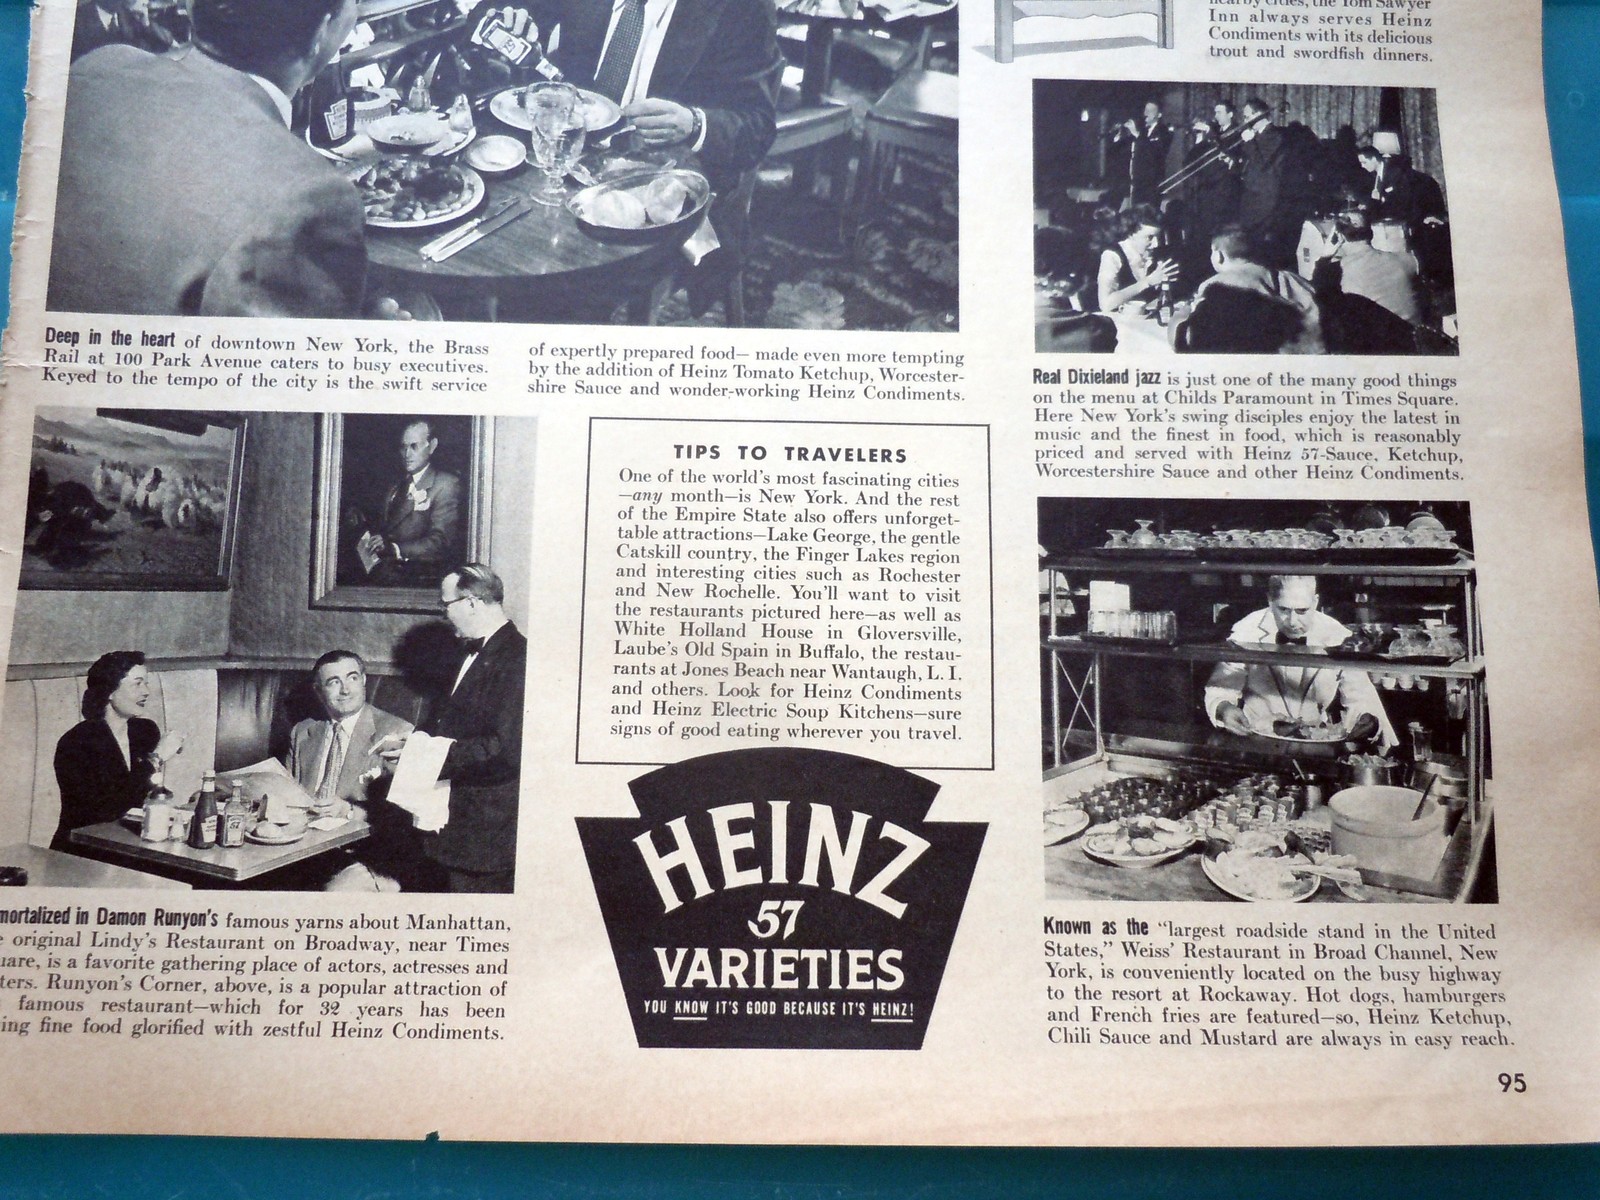 Inn always serves Heinz
Condiments with its delicious
trout and swordfish dinners.
Deep in the heart of downtown New York, the Brass
Rail at 100 Park Avenue caters to busy executives.
Keyed to the tempo of the city is the swift service
of expertly prepared food— made even more tempting
by the addition of Heinz Tomato Ketchup, Worcester-
shire Sauce and wonder-working Heinz Condiments.
Real Dixieland jazz is just one of the many good things
on the menu at Childs Paramount in Times Square.
Here New York's swing disciples enjoy the latest in
music and the finest in food, which is reasonably
priced and served with Heinz 57-Sauce, Ketchup,
Worcestershire Sauce and other Heinz Condiments.
TIPS TO TRAVELERS
One of the world's most fascinating cities
—any month—is New York. And the rest
of the Empire State also offers unforget-
table attractions—Lake George, the gentle
Catskill country, the Finger Lakes region
and interesting cities such as Rochester
and New Rochelle. You'll want to visit
the restaurants pictured here—as well as
White Holland House in Gloversville,
Laube's Old Spain in Buffalo, the restau-
rants at Jones Beach near Wantaugh, L. I.
and others. Look for Heinz Condiments
and Heinz Electric Soup Kitchens—sure
signs of good eating wherever you travel.
HEINZ
57
VARIETIES
YOU KNOW IT'S GOOD BECAUSE IT'S HEINZ!
mortalized in Damon Runyon's famous yarns about Manhattan,
original Lindy's Restaurant on Broadway, near Times
uare, is a favorite gathering place of actors, actresses and
ters. Runyon's Corner, above, is a popular attraction of
famous restaurant—which for 32 years has been
ing fine food glorified with zestful Heinz Condiments.
Known as the "largest roadside stand in the United
States," Weiss' Restaurant in Broad Channel, New
York, is conveniently located on the busy highway
to the resort at Rockaway. Hot dogs, hamburgers
and French fries are featured—so, Heinz Ketchup,
Chili Sauce and Mustard are always in easy reach.
95